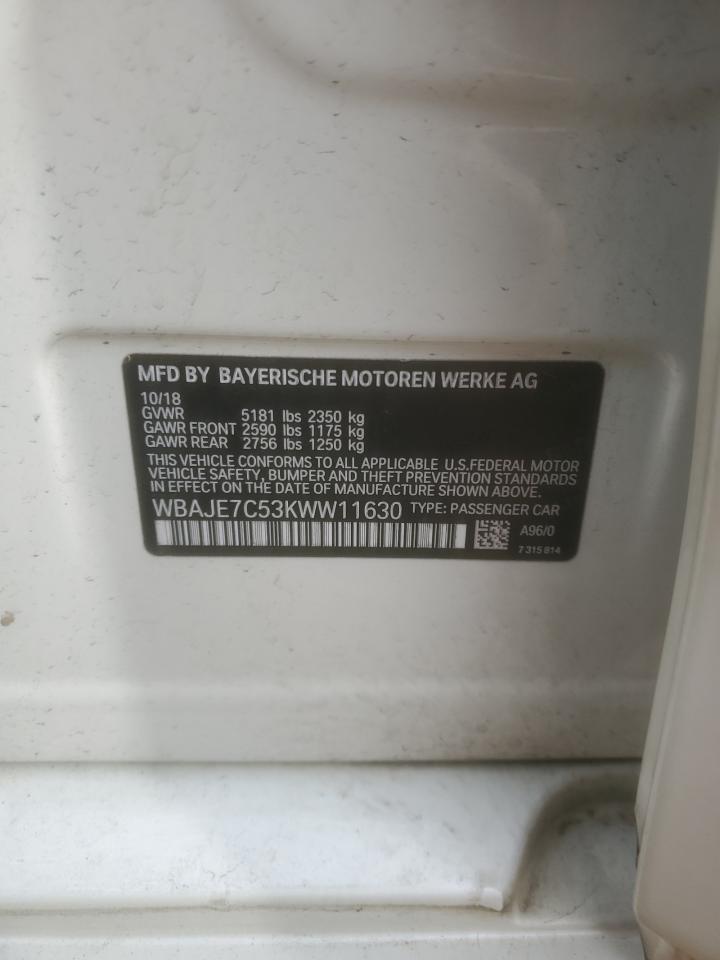 MFD BY BAYERISCHE MOTOREN WERKE AG
10/18
GVWR 5181 lbs 2350 kg
GAWR FRONT 2590 lbs 1175 kg
GAWR REAR 2756 lbs 1250 kg
THIS VEHICLE CONFORMS TO ALL APPLICABLE U.S.FEDERAL MOTOR
VEHICLE SAFETY, BUMPER AND THEFT PREVENTION STANDARDS
IN EFFECT ON THE DATE OF MANUFACTURE SHOWN ABOVE.
WBAJE7C53KWW11630 TYPE: PASSENGER CAR
A96/0
7 315 814